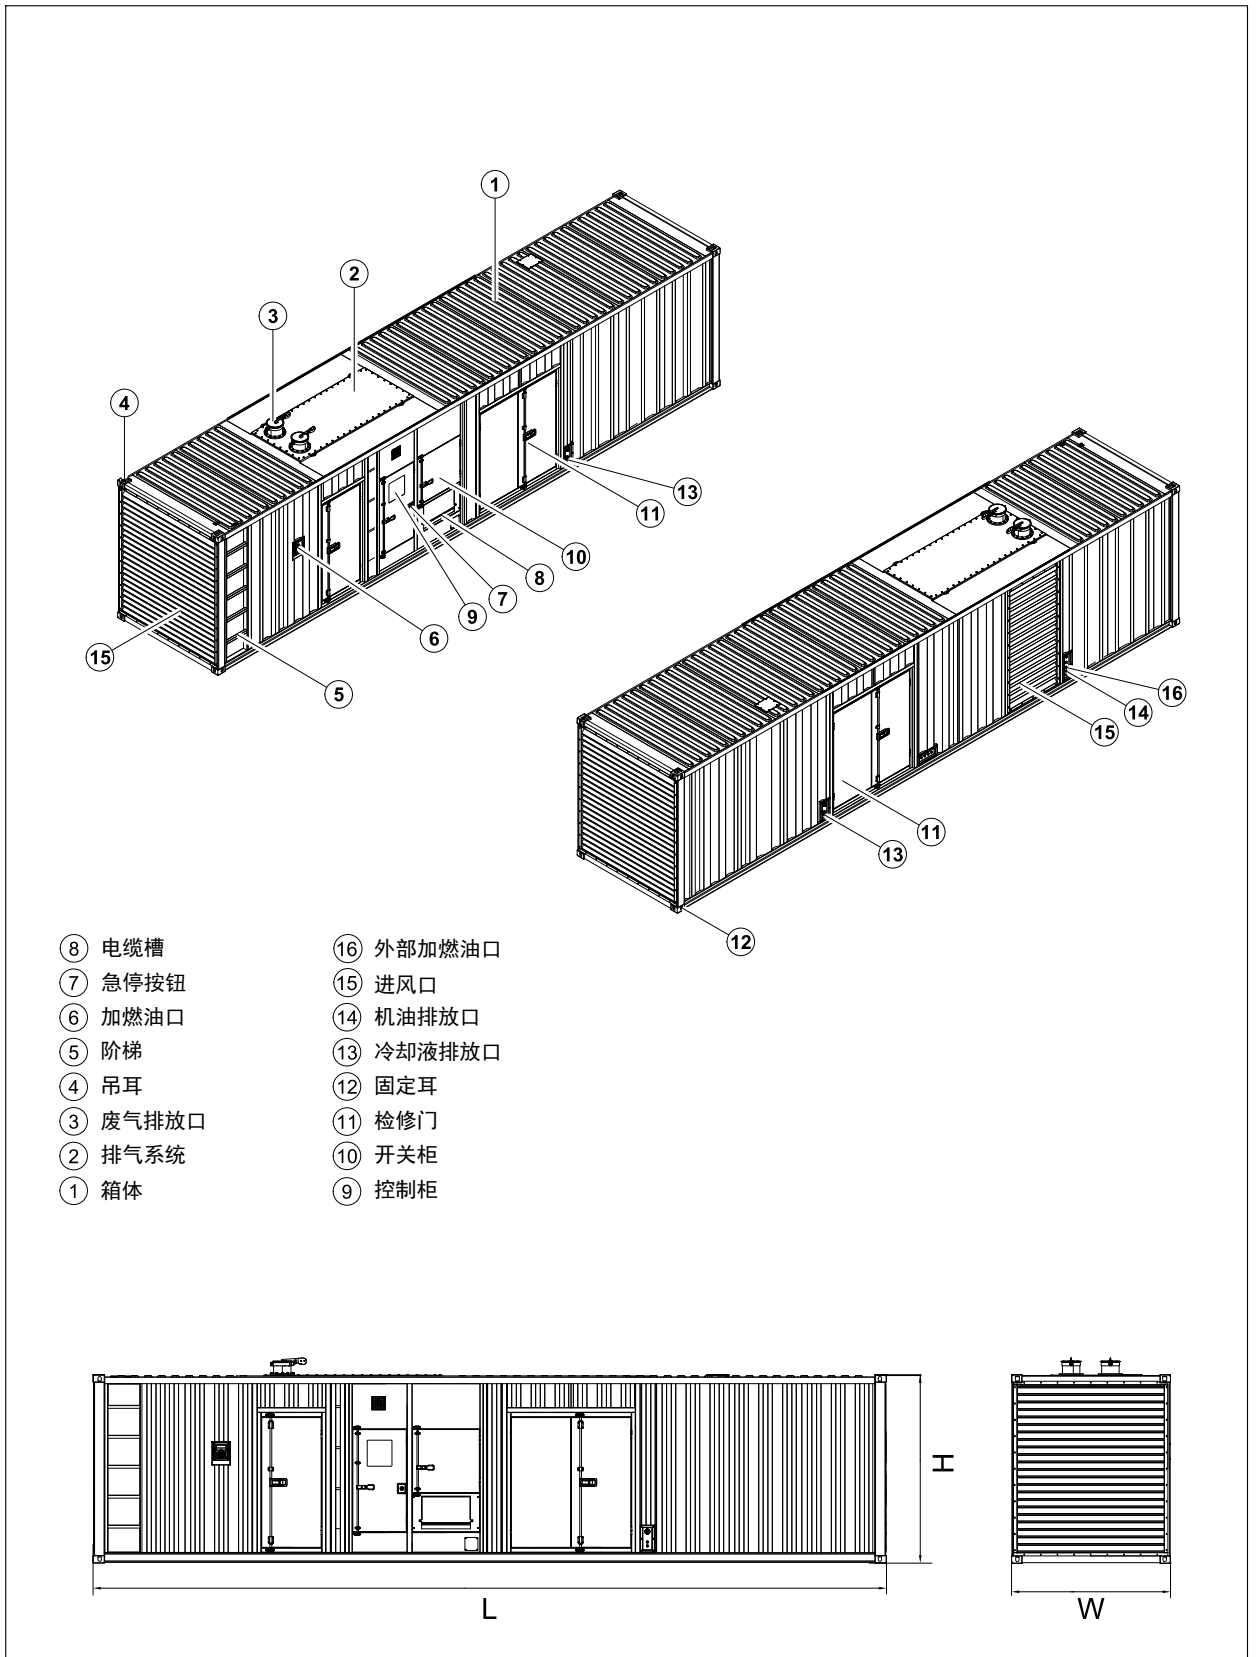 1
2
3
4
13
11
10
8
7
9
6
15
5
16
14
15
11
13
12
8 电缆槽
7 急停按钮
6 加燃油口
5 阶梯
4 吊耳
3 废气排放口
2 排气系统
1 箱体
16 外部加燃油口
15 进风口
14 机油排放口
13 冷却液排放口
12 固定耳
11 检修门
10 开关柜
9 控制柜
H
L
W